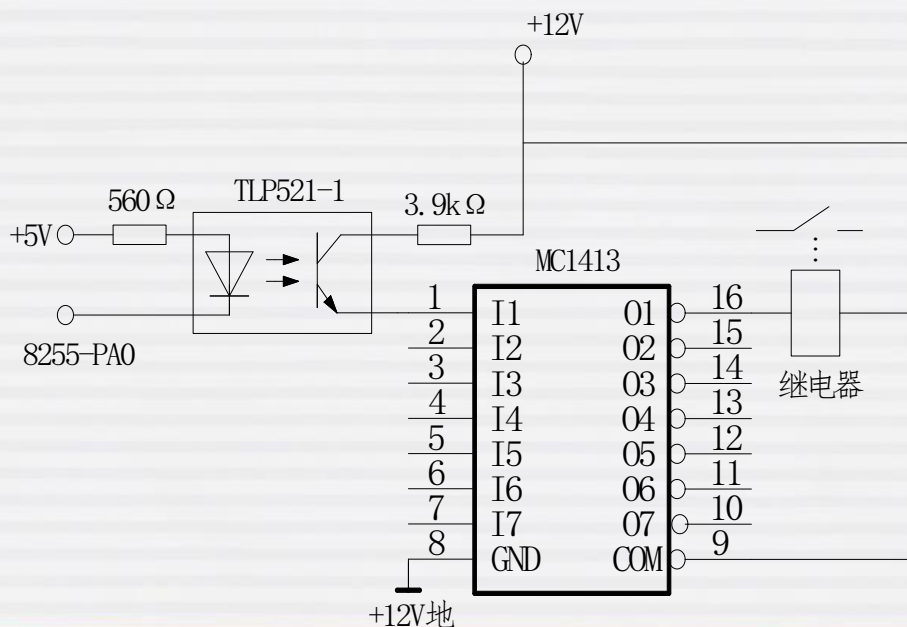 +12V
TLP521-1
560Ω
3.9kΩ
+5V
MC1413
8255-PA0
1 I1 O1 16
2 I2 O2 15
3 I3 O3 14
4 I4 O4 13
5 I5 O5 12
6 I6 O6 11
7 I7 O7 10
8 GND COM 9
继电器
+12V地